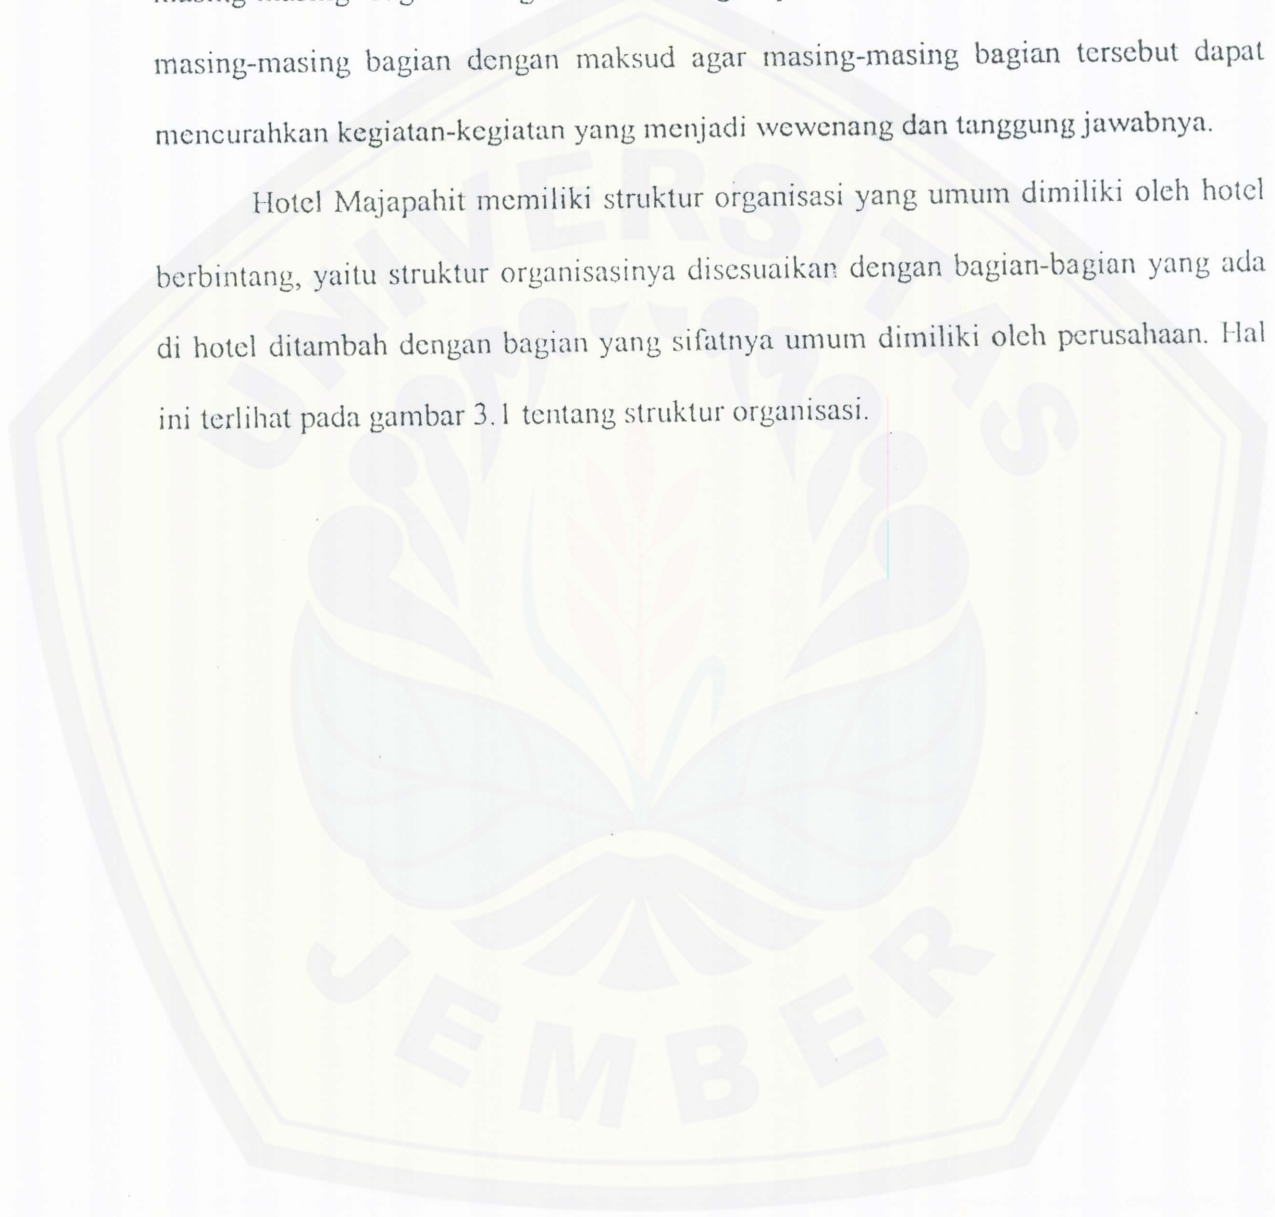 masing-masing bagian dengan maksud agar masing-masing bagian tersebut dapat
mencurahkan kegiatan-kegiatan yang menjadi wewenang dan tanggung jawabnya.
Hotel Majapahit memiliki struktur organisasi yang umum dimiliki oleh hotel
berbintang, yaitu struktur organisasinya disesuaikan dengan bagian-bagian yang ada
di hotel ditambah dengan bagian yang sifatnya umum dimiliki oleh perusahaan. Hal
ini terlihat pada gambar 3.1 tentang struktur organisasi.
UNIVERSITAS
JEMBER